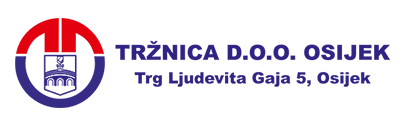 TRŽNICA D.O.O. OSIJEK
Trg Ljudevita Gaja 5, Osijek